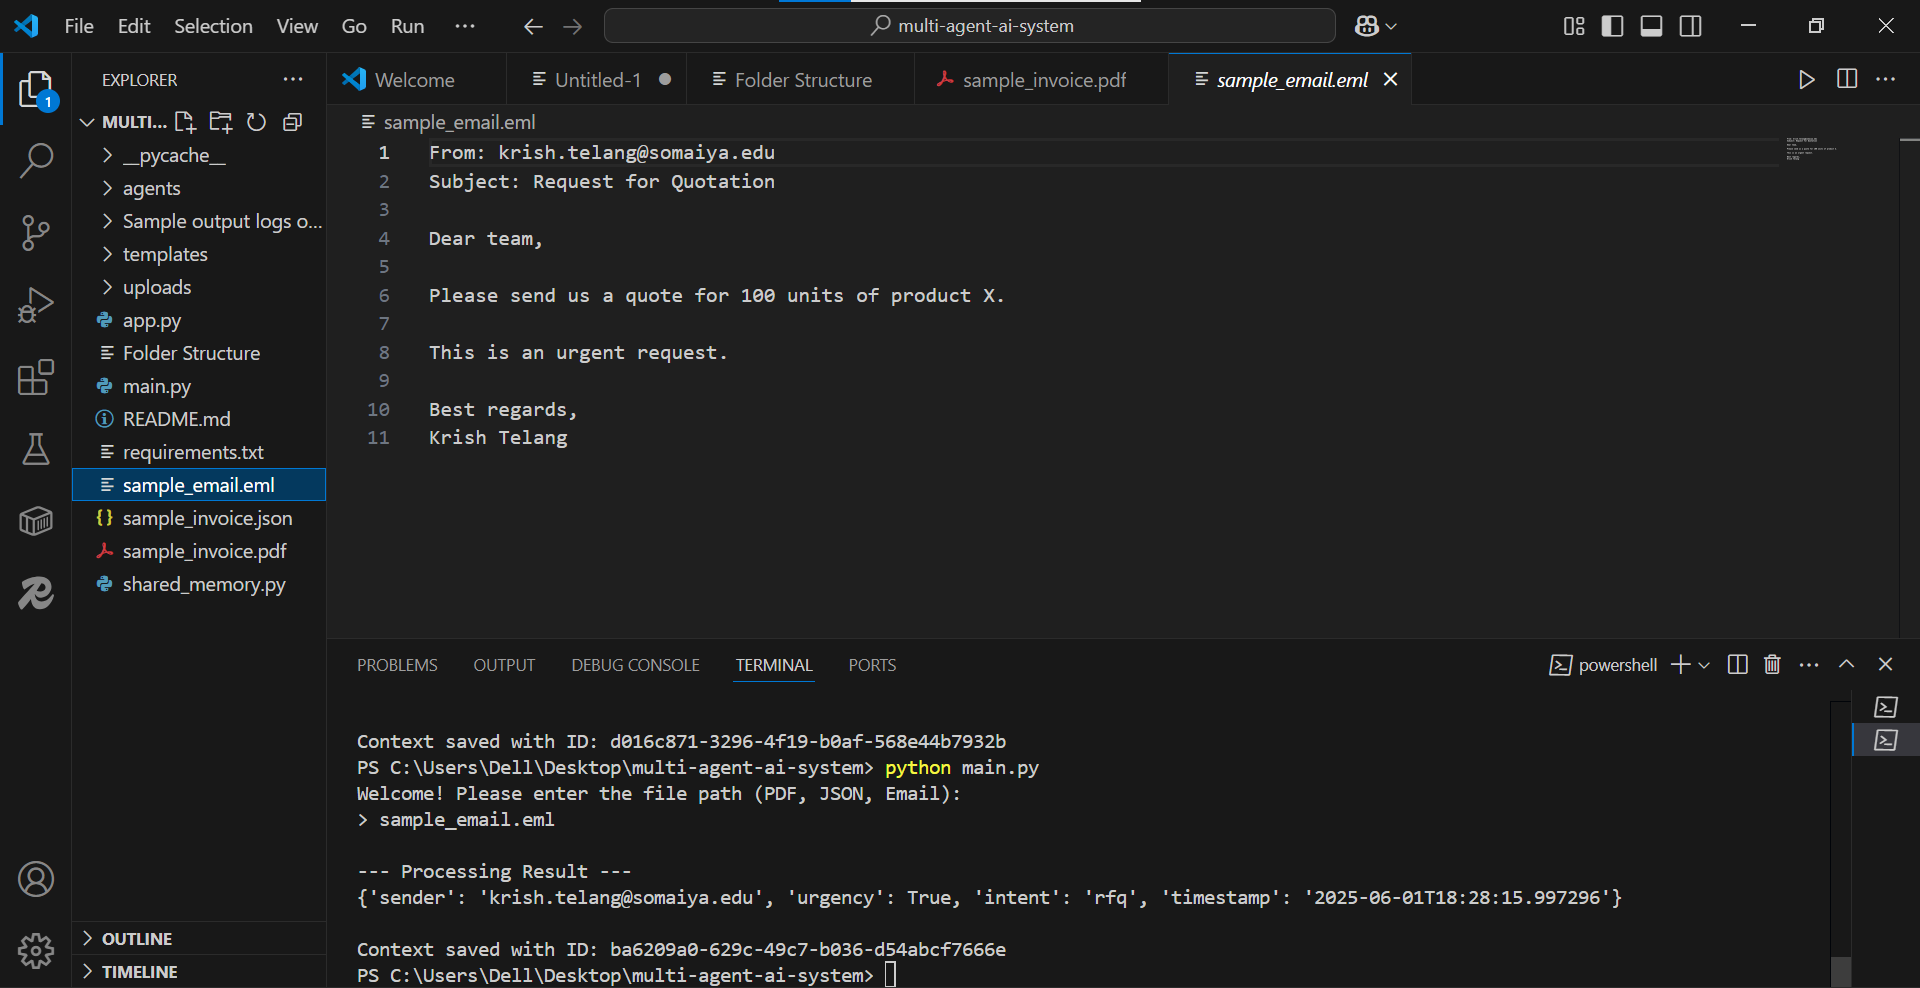 File Edit Selection View Go Run ··· multi-agent-ai-system
EXPLORER ···
Welcome
Untitled-1
Folder Structure
sample_invoice.pdf
sample_email.eml
1
MULTI...
__pycache__
agents
Sample output logs o...
templates
uploads
app.py
Folder Structure
main.py
README.md
requirements.txt
sample_email.eml
sample_invoice.json
sample_invoice.pdf
shared_memory.py
OUTLINE
TIMELINE
sample_email.eml
1 From: krish.telang@somaiya.edu
2 Subject: Request for Quotation
3
4 Dear team,
5
6 Please send us a quote for 100 units of product X.
7
8 This is an urgent request.
9
10 Best regards,
11 Krish Telang
PROBLEMS OUTPUT DEBUG CONSOLE TERMINAL PORTS
powershell
Context saved with ID: d016c871-3296-4f19-b0af-568e44b7932b
PS C:\Users\Dell\Desktop\multi-agent-ai-system> python main.py
Welcome! Please enter the file path (PDF, JSON, Email):
> sample_email.eml
--- Processing Result ---
{'sender': 'krish.telang@somaiya.edu', 'urgency': True, 'intent': 'rfq', 'timestamp': '2025-06-01T18:28:15.997296'}
Context saved with ID: ba6209a0-629c-49c7-b036-d54abcf7666e
PS C:\Users\Dell\Desktop\multi-agent-ai-system>